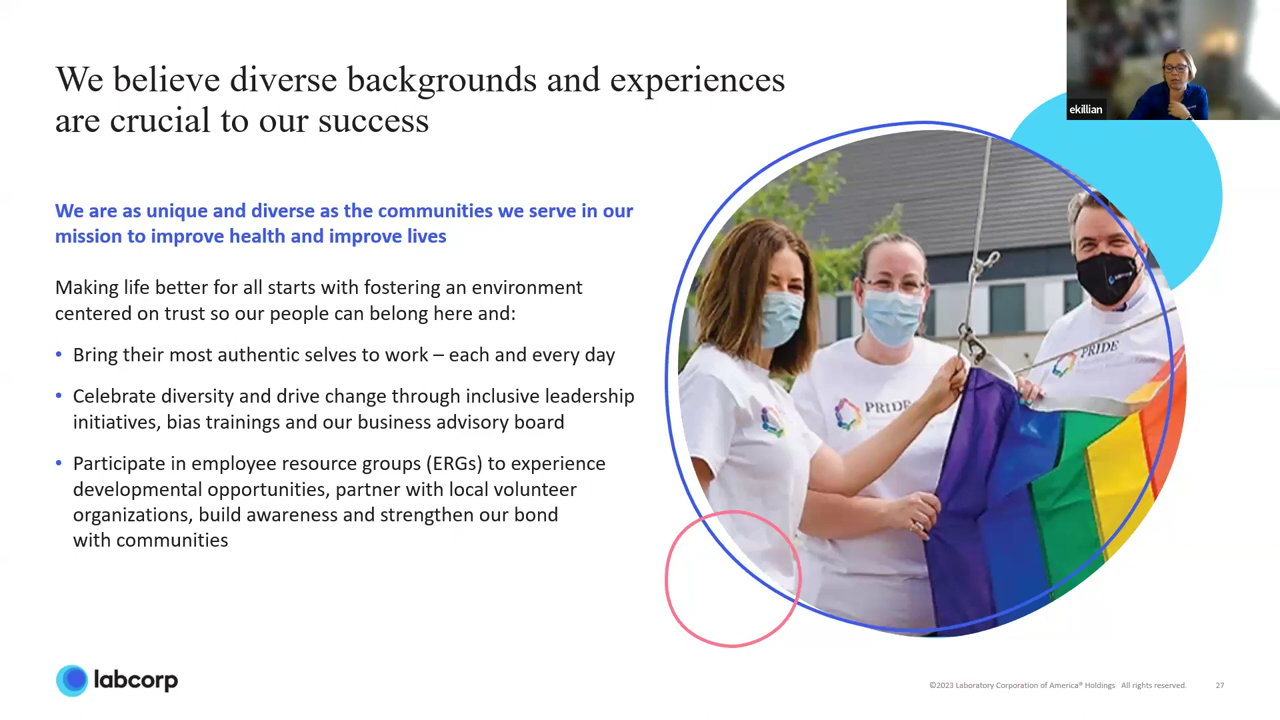 We believe diverse backgrounds and experiences
are crucial to our success
ekillian
We are as unique and diverse as the communities we serve in our
mission to improve health and improve lives
Making life better for all starts with fostering an environment
centered on trust so our people can belong here and:
• Bring their most authentic selves to work – each and every day
• Celebrate diversity and drive change through inclusive leadership
initiatives, bias trainings and our business advisory board
• Participate in employee resource groups (ERGs) to experience
developmental opportunities, partner with local volunteer
organizations, build awareness and strengthen our bond
with communities
labcorp
PRIDE
PRIDE
labcorp
©2023 Laboratory Corporation of America® Holdings All rights reserved. 27